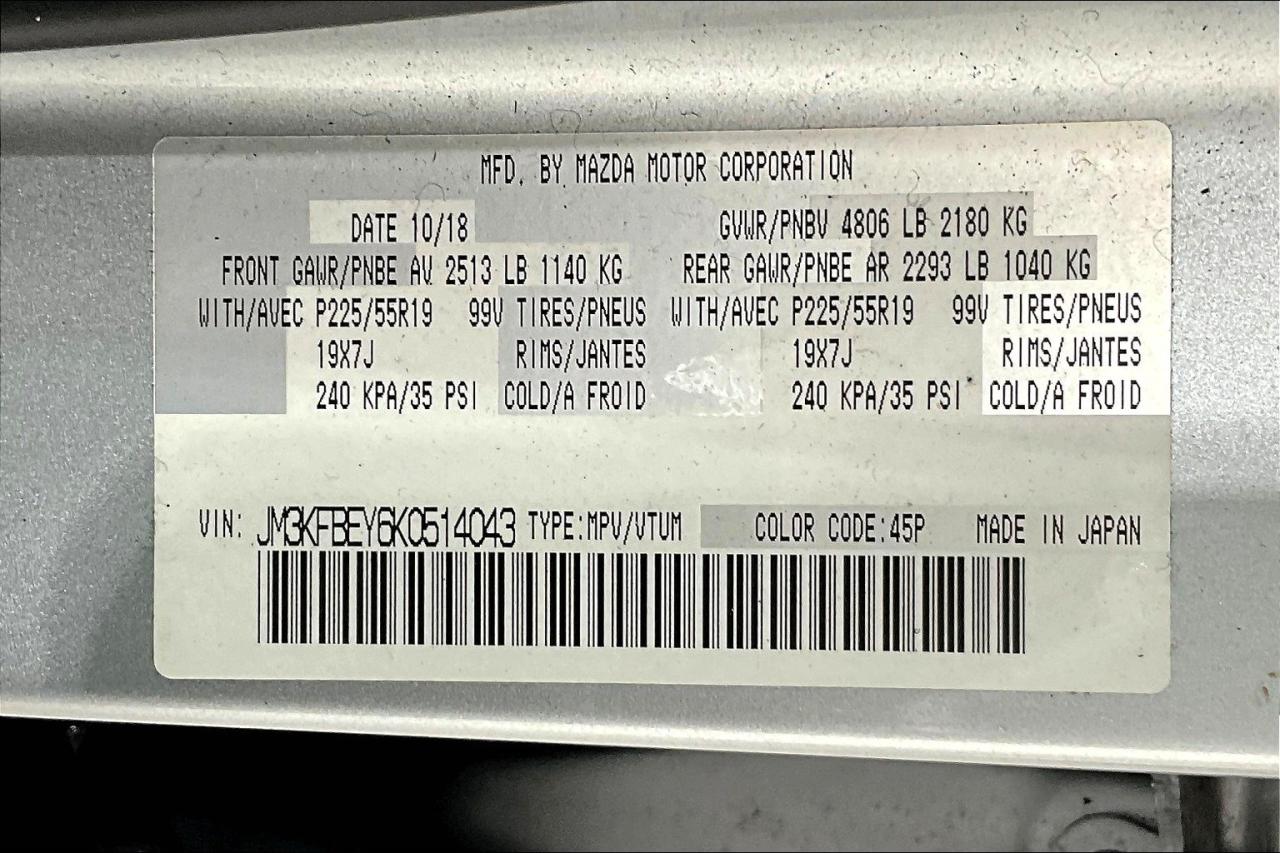 MFD. BY MAZDA MOTOR CORPORATION
DATE 10/18 GVWR/PNBV 4806 LB 2180 KG
FRONT GAWR/PNBE AV 2513 LB 1140 KG REAR GAWR/PNBE AR 2293 LB 1040 KG
WITH/AVEC P225/55R19 99V TIRES/PNEUS WITH/AVEC P225/55R19 99V TIRES/PNEUS
19X7J RIMS/JANTES 19X7J RIMS/JANTES
240 KPA/35 PSI COLD/A FROID 240 KPA/35 PSI COLD/A FROID
VIN: JM3KFBEY6K0514043 TYPE:MPV/VTUM COLOR CODE:45P MADE IN JAPAN